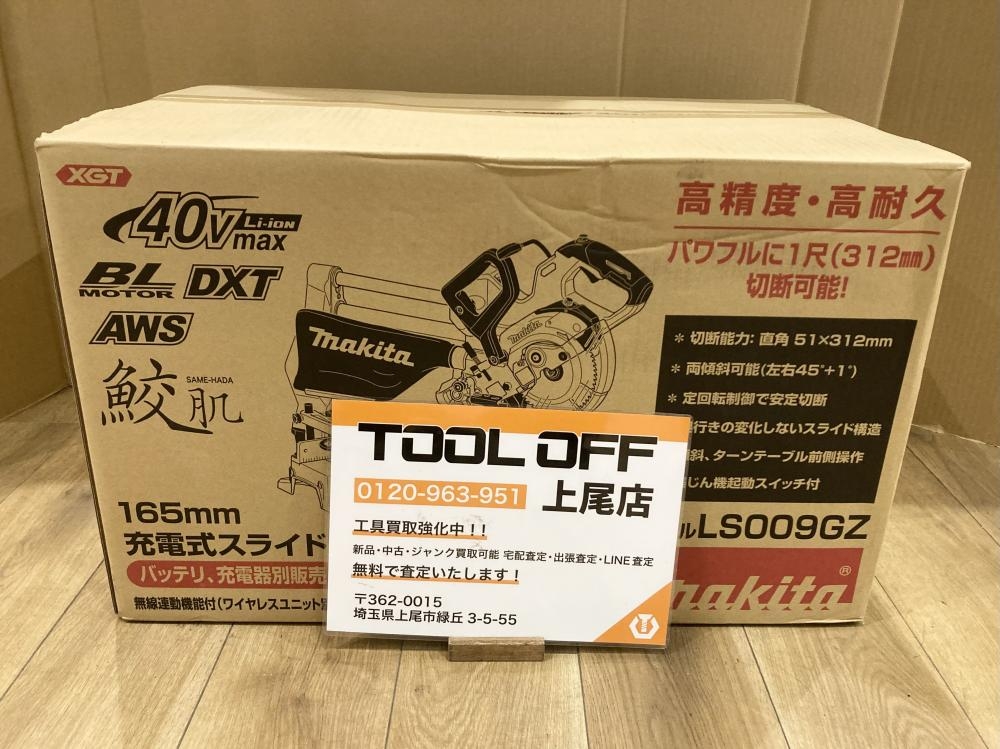 XGT
40Vmax Li-ion
BL MOTOR
DXT
AWS
鮫肌
SAME-HADA
makita
makita
高精度・高耐久
パワフルに1尺(312mm)
切断可能!
* 切断能力: 直角 51×312mm
* 両傾斜可能(左右45°+1°)
* 定回転制御で安定切断
行きの変化しないスライド構造
斜、ターンテーブル前側操作
じん機起動スイッチ付
165mm
充電式スライド
バッテリ、充電器別販売
無線連動機能付(ワイヤレスユニット
ルLS009GZ
makita®
TOOL OFF
0120-963-951
上尾店
工具買取強化中!!
新品・中古・ジャンク買取可能 宅配査定・出張査定・LINE査定
無料で査定いたします!
〒362-0015
埼玉県上尾市緑丘 3-5-55